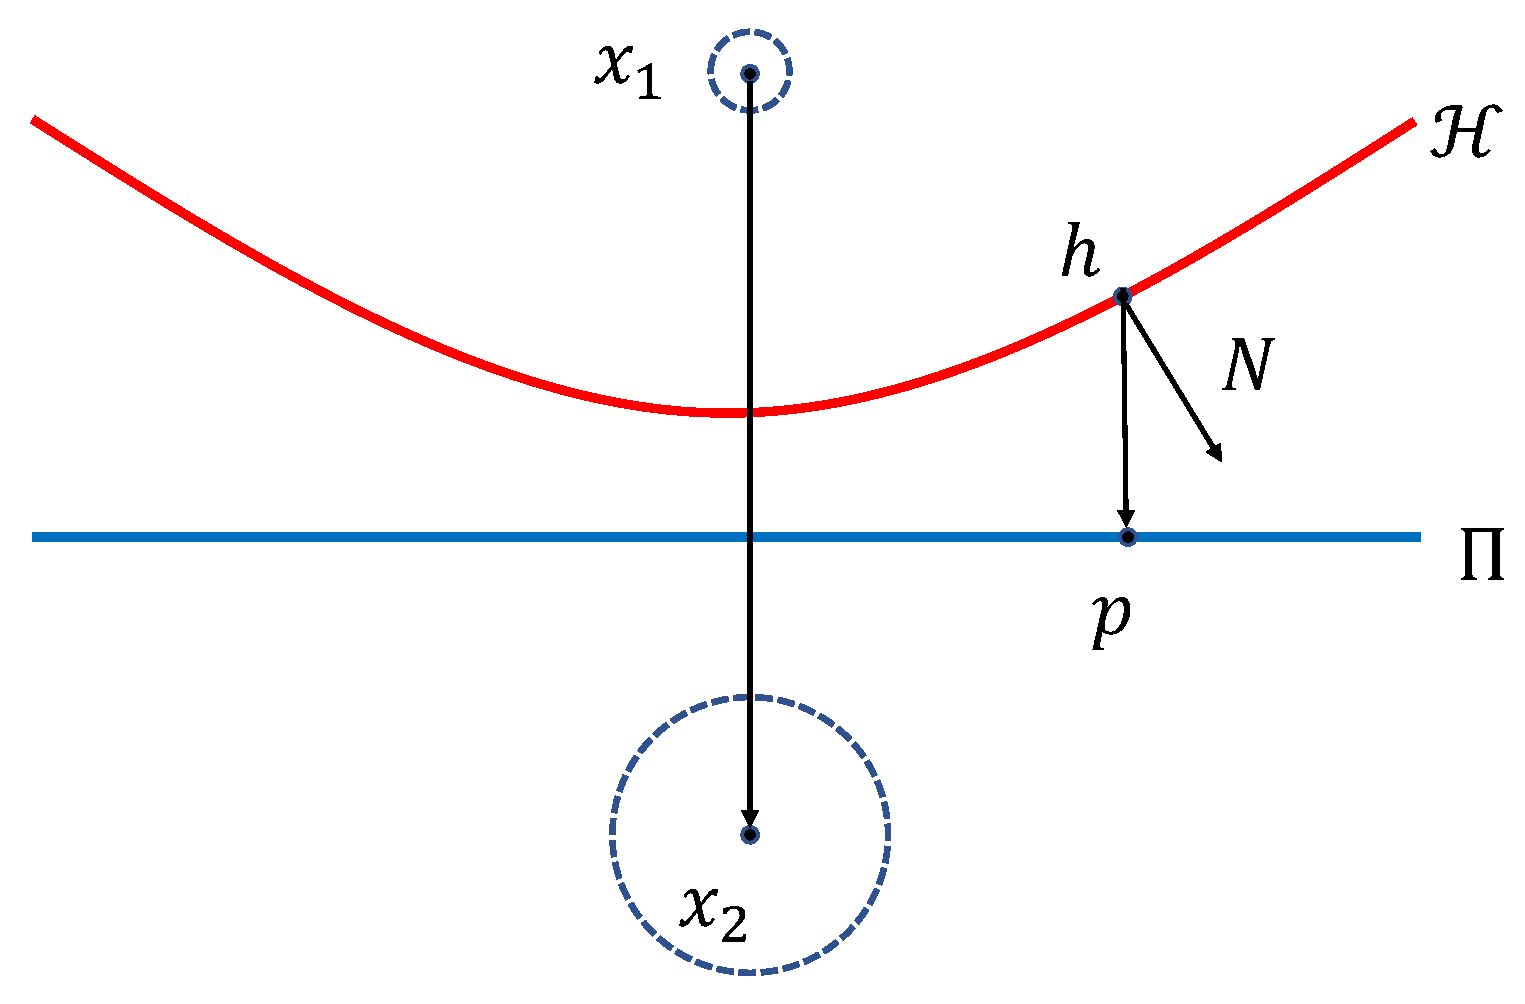 x₁
ℋ
h
N
Π
p
x₂